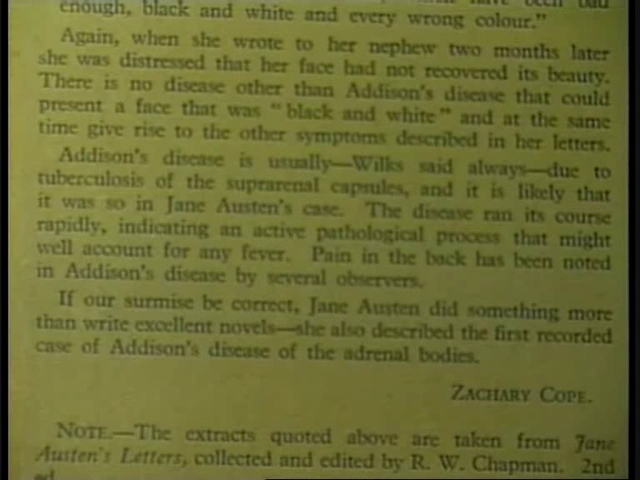 enough, black and white and every wrong colour."
Again, when she wrote to her nephew two months later
she was distressed that her face had not recovered its beauty.
There is no disease other than Addison's disease that could
present a face that was "black and white" and at the same
time give rise to the other symptoms described in her letters.
Addison's disease is usually—Wilks said always—due to
tuberculosis of the suprarenal capsules, and it is likely that
it was so in Jane Austen's case. The disease ran its course
rapidly, indicating an active pathological process that might
well account for any fever. Pain in the back has been noted
in Addison's disease by several observers.
If our surmise be correct, Jane Austen did something more
than write excellent novels—she also described the first recorded
case of Addison's disease of the adrenal bodies.
ZACHARY COPE.
NOTE.—The extracts quoted above are taken from Jane
Austen's Letters, collected and edited by R. W. Chapman. 2nd